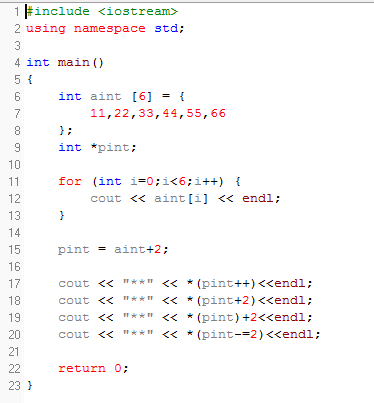 1 #include <iostream>
2 using namespace std;
3
4 int main()
5 {
6     int aint [6] = {
7         11,22,33,44,55,66
8     };
9     int *pint;
10
11     for (int i=0;i<6;i++) {
12         cout << aint[i] << endl;
13     }
14
15     pint = aint+2;
16
17     cout << "**" << *(pint++)<<endl;
18     cout << "**" << *(pint+2)<<endl;
19     cout << "**" << *(pint)+2<<endl;
20     cout << "**" << *(pint-=2)<<endl;
21
22     return 0;
23 }